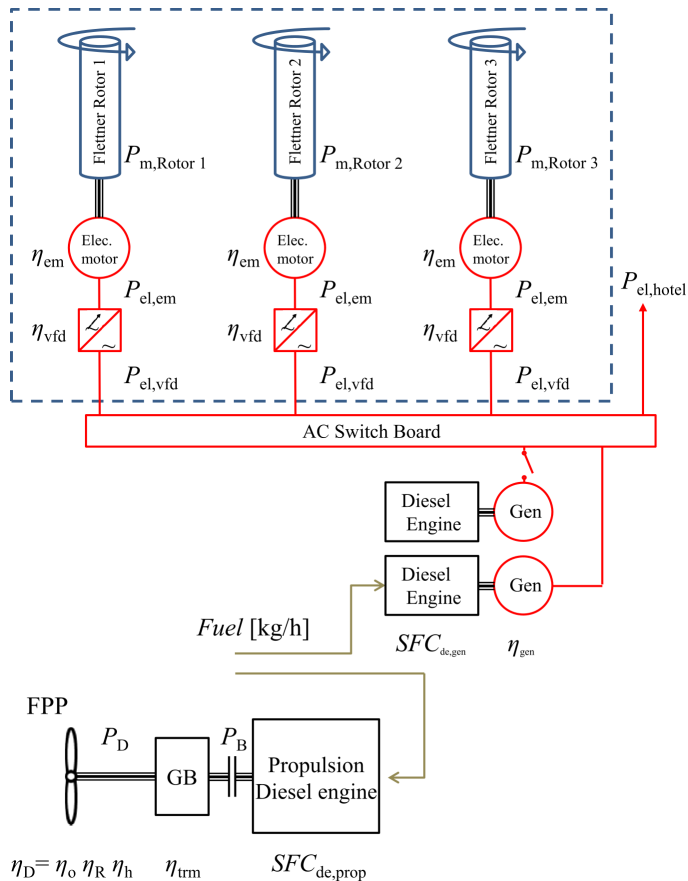 Flettner Rotor 1
Flettner Rotor 2
Flettner Rotor 3
P_m,Rotor 1
P_m,Rotor 2
P_m,Rotor 3
η_em
Elec.
motor
η_em
Elec.
motor
η_em
Elec.
motor
P_el,em
P_el,em
P_el,em
P_el,hotel
η_vfd
~
η_vfd
~
η_vfd
~
P_el,vfd
P_el,vfd
P_el,vfd
AC Switch Board
Diesel
Engine
Gen
Diesel
Engine
Gen
Fuel [kg/h]
SFC_de,gen
η_gen
FPP
P_D
P_B
GB
Propulsion
Diesel engine
η_D= η_o η_R η_h
η_trm
SFC_de,prop